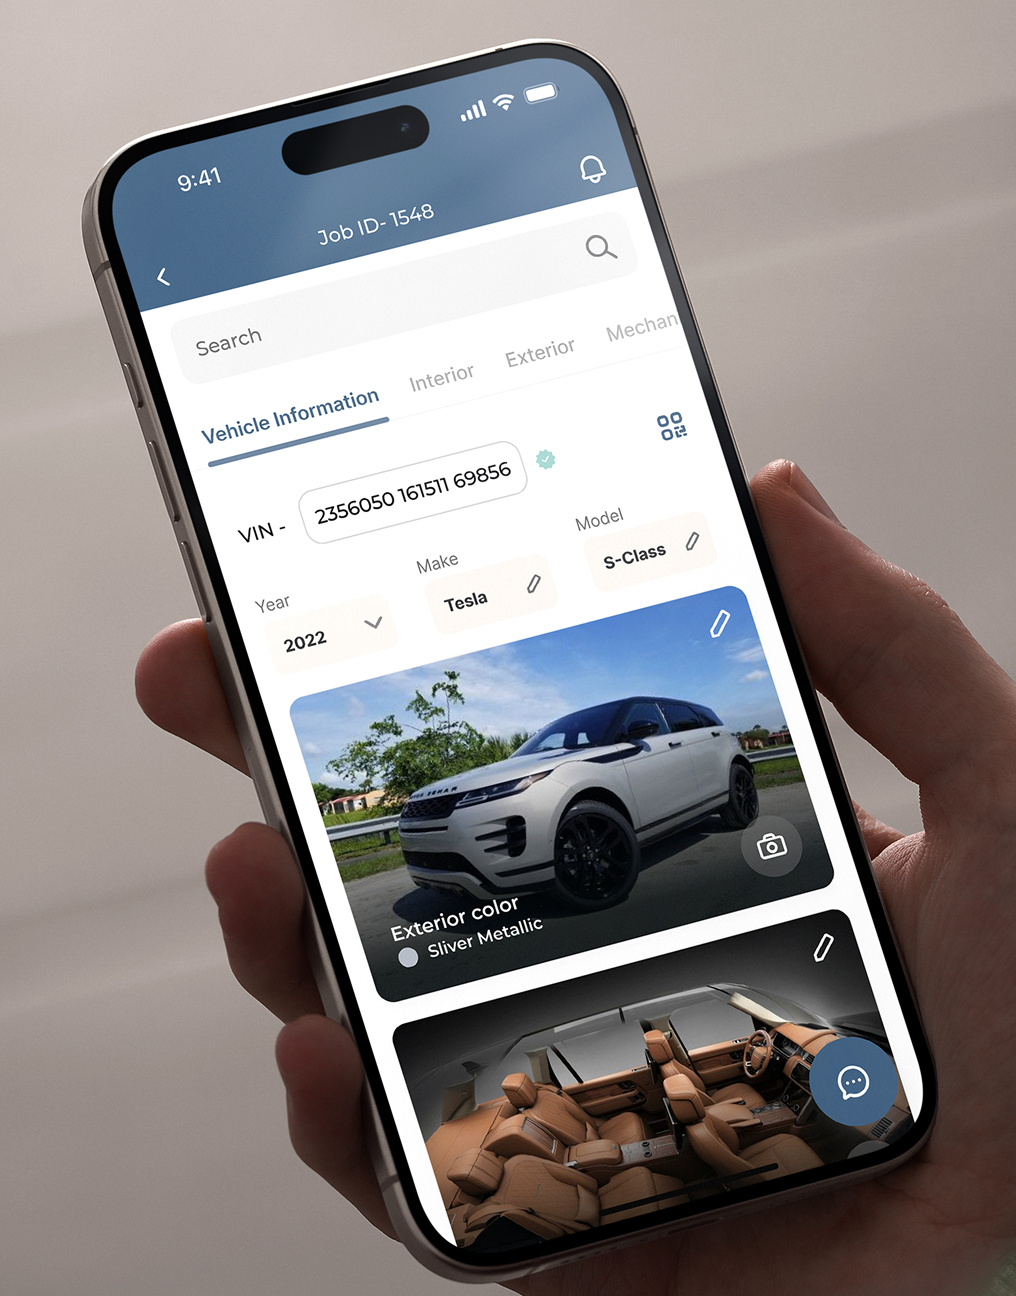 9:41
Job ID- 1548
Search
Vehicle Information Interior Exterior Mechan
VIN - 2356050 161511 69856
Year Make Model
2022 Tesla S-Class
Exterior color
Sliver Metallic